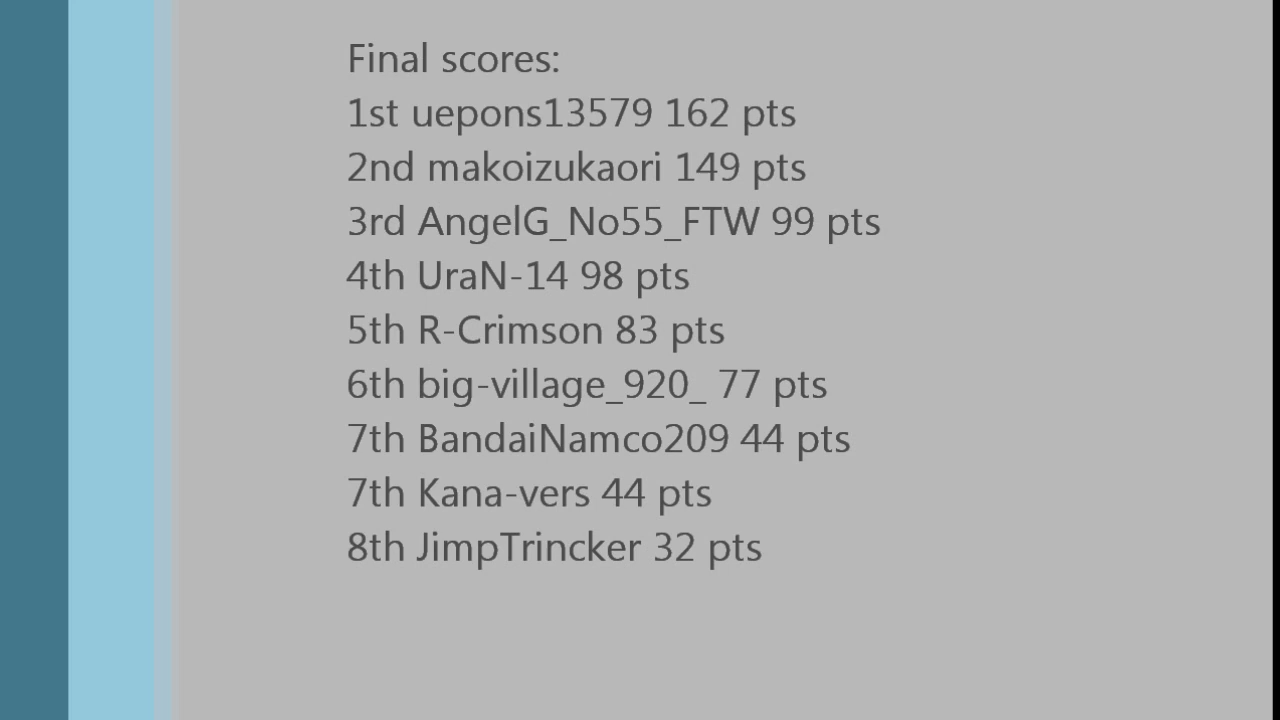 Final scores:
1st uepons13579 162 pts
2nd makoizukaori 149 pts
3rd AngelG_No55_FTW 99 pts
4th UraN-14 98 pts
5th R-Crimson 83 pts
6th big-village_920_ 77 pts
7th BandaiNamco209 44 pts
7th Kana-vers 44 pts
8th JimpTrincker 32 pts